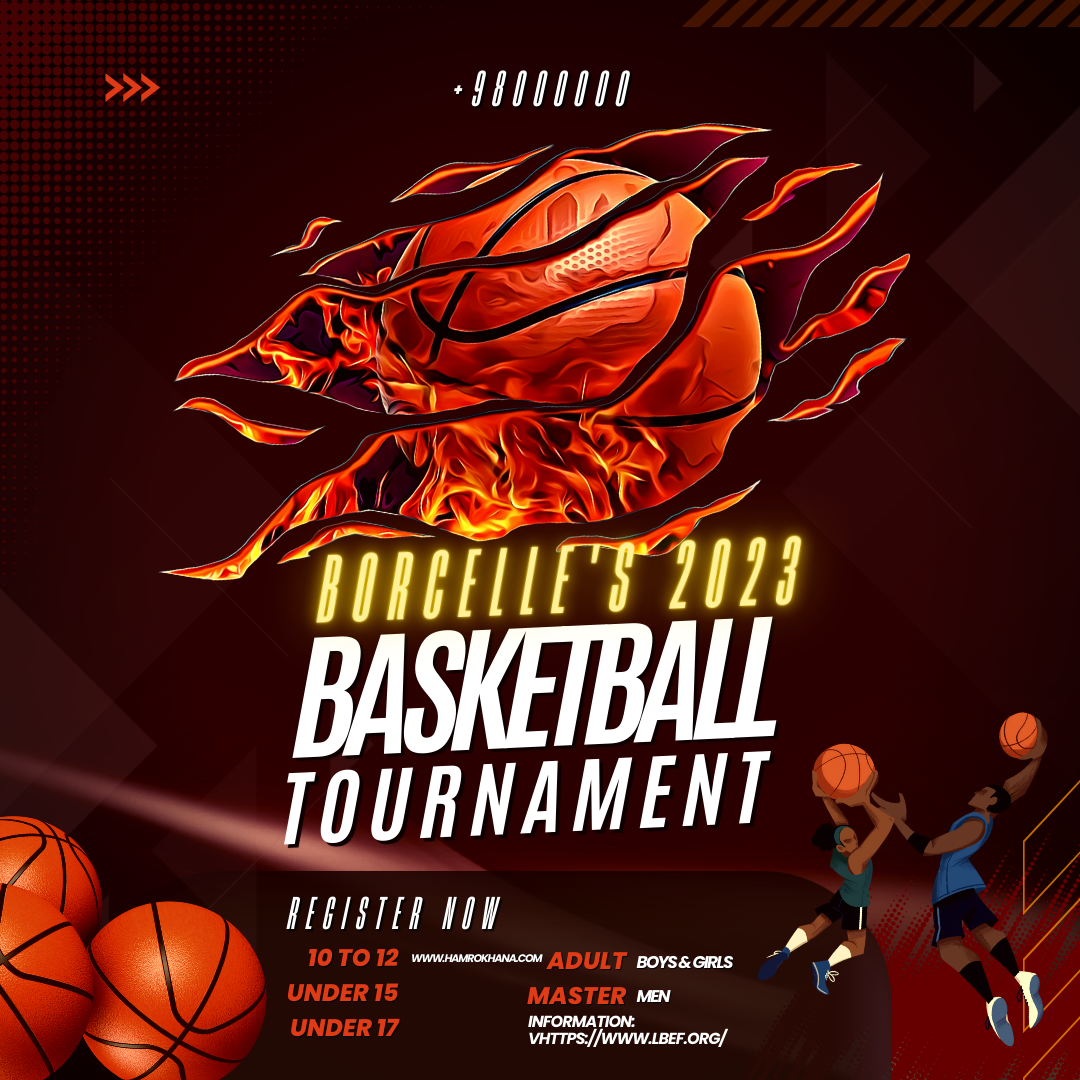 +98000000
BORCELLE'S 2023
BASKETBALL
TOURNAMENT
REGISTER NOW
10 TO 12 WWW.HAMROKHANA.COM ADULT BOYS & GIRLS
UNDER 15 MASTER MEN
UNDER 17
INFORMATION:
VHTTPS://WWW.LBEF.ORG/